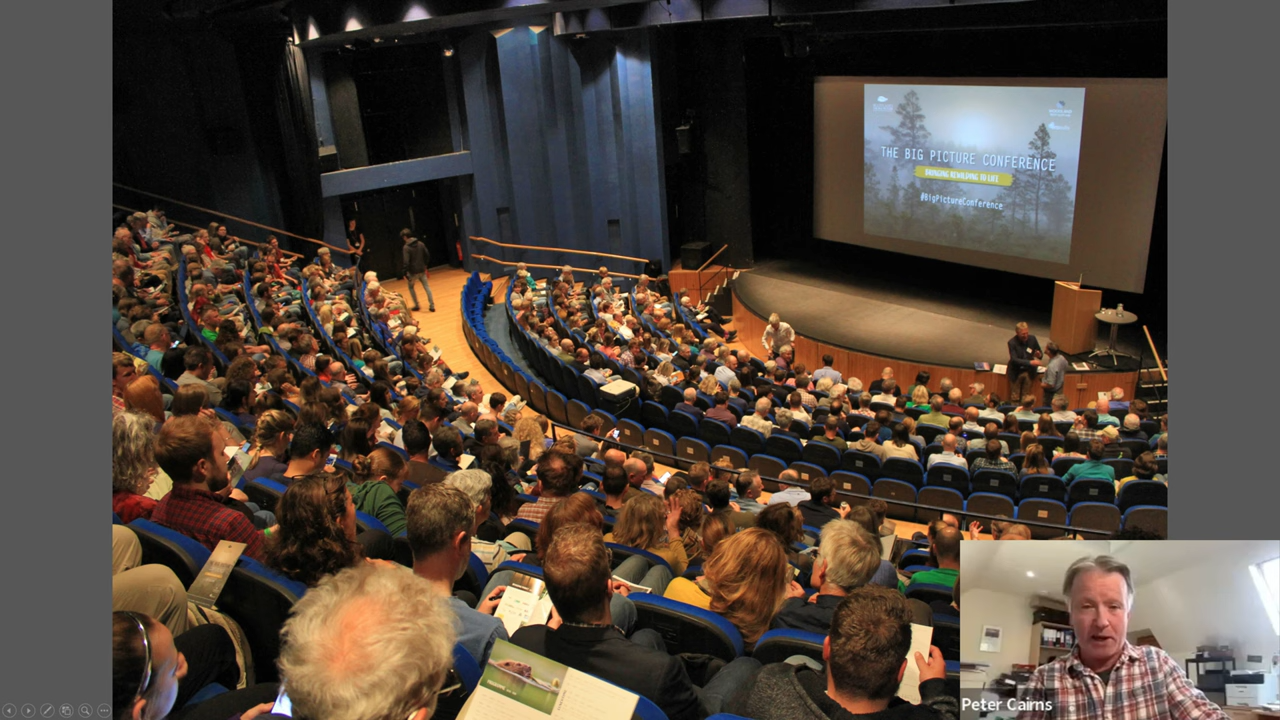 THE BIG PICTURE CONFERENCE
BRINGING REWILDING TO LIFE
#BigPictureConference
Peter Cairns